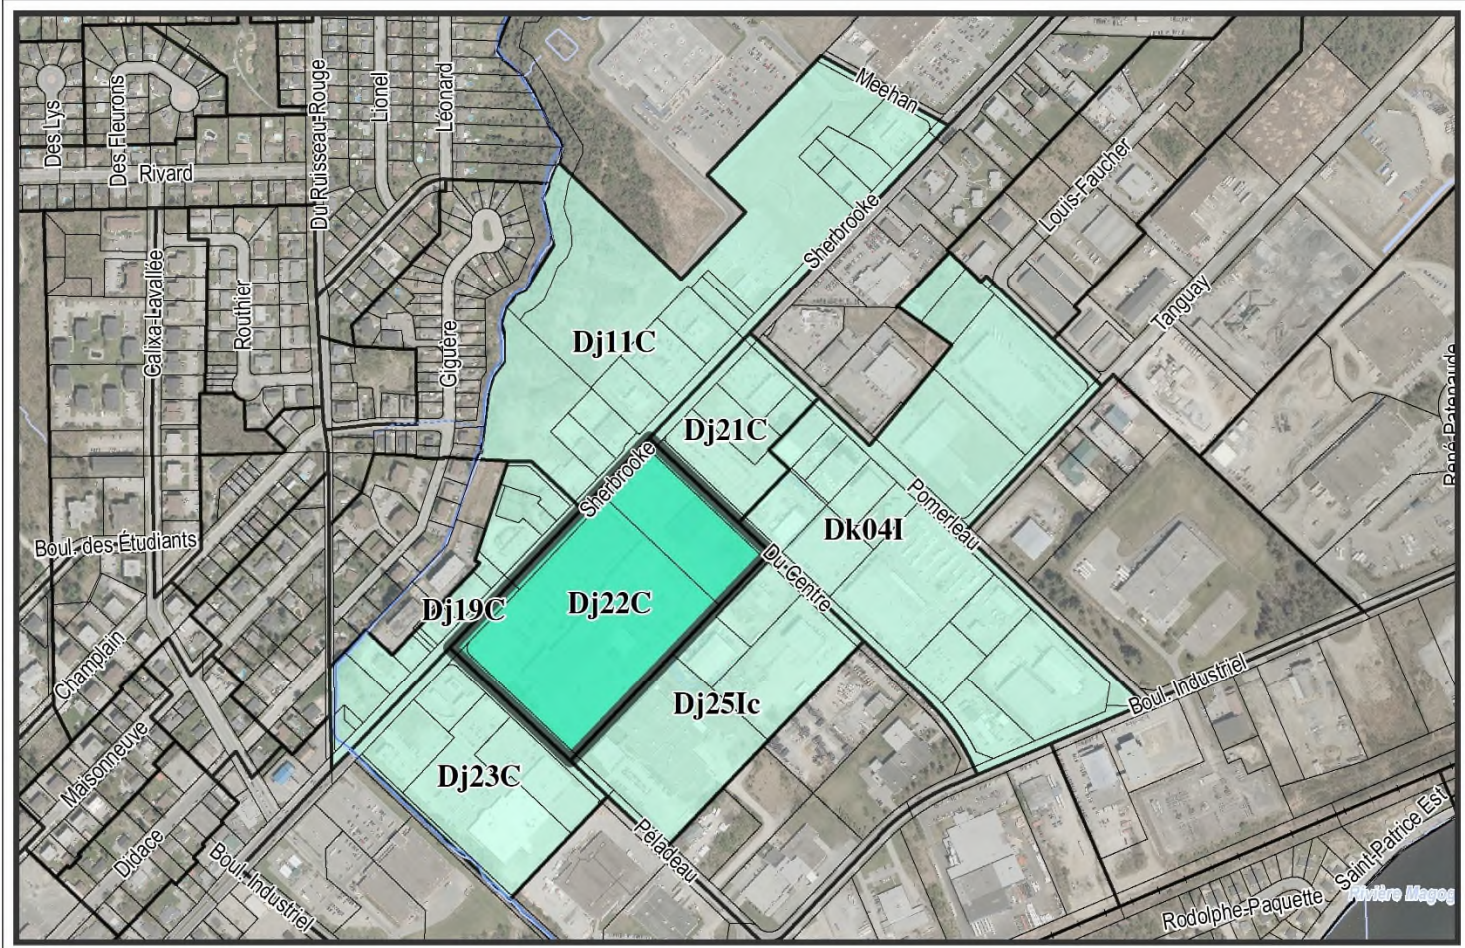 Meehan
Des Lys
Des Fleurons
Du Ruisseau-Rouge
Lionel
Léonard
Rivard
Louis-Faucher
Sherbrooke
Calixa-Lavallée
Routhier
Giguère
Tanguay
Dj11C
René-Patenaude
Dj21C
Sherbrooke
Pomerleau
Dk04I
Boul. des Étudiants
Du Centre
Dj19C
Dj22C
Champlain
Boul. Industriel
Dj25Ic
Maisonneuve
Dj23C
Didace
Péladeau
Boul. Industriel
Saint-Patrice Est
Rivière Magog
Rodolphe-Paquette